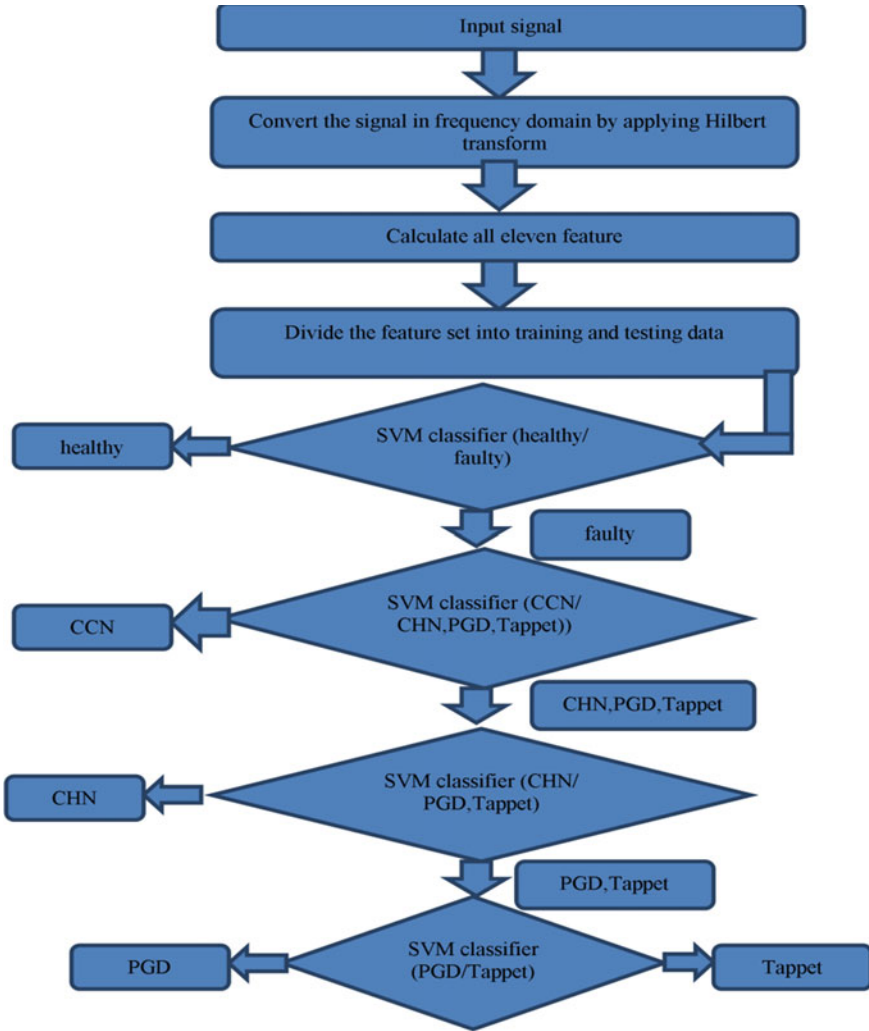 Input signal
Convert the signal in frequency domain by applying Hilbert
transform
Calculate all eleven feature
Divide the feature set into training and testing data
SVM classifier (healthy/
faulty)
healthy
faulty
SVM classifier (CCN/
CHN,PGD,Tappet))
CCN
CHN,PGD,Tappet
SVM classifier (CHN/
PGD,Tappet)
CHN
PGD,Tappet
SVM classifier
(PGD/Tappet)
PGD
Tappet